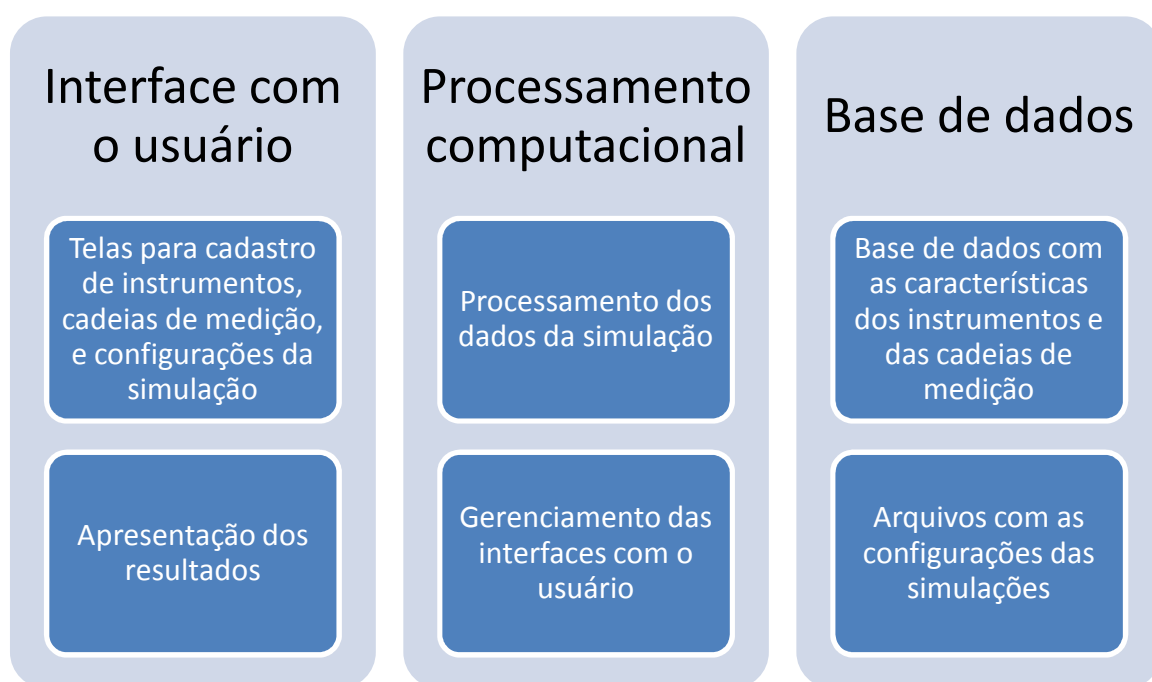 Interface com
o usuário
Telas para cadastro
de instrumentos,
cadeias de medição,
e configurações da
simulação
Apresentação dos
resultados
Processamento
computacional
Processamento dos
dados da simulação
Gerenciamento das
interfaces com o
usuário
Base de dados
Base de dados com
as características
dos instrumentos e
das cadeias de
medição
Arquivos com as
configurações das
simulações